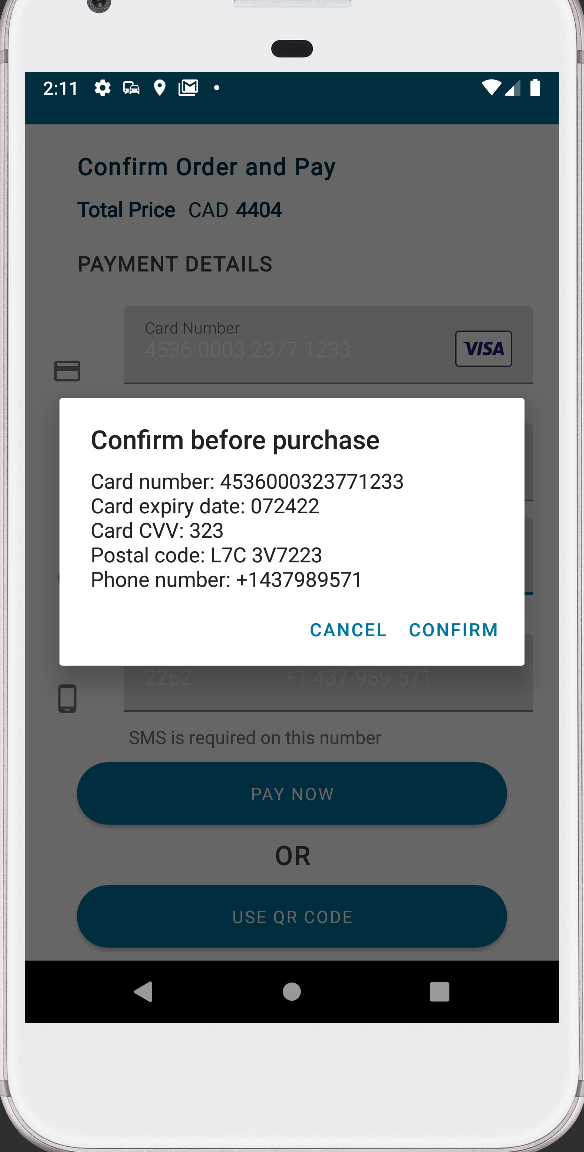 2:11
Confirm Order and Pay
Total Price CAD 4404
PAYMENT DETAILS
Card Number
4536 0003 2377 1233
VISA
Confirm before purchase
Card number: 4536000323771233
Card expiry date: 072422
Card CVV: 323
Postal code: L7C 3V7223
Phone number: +1437989571
CANCEL CONFIRM
2262 +1 437-989-571
SMS is required on this number
PAY NOW
OR
USE QR CODE